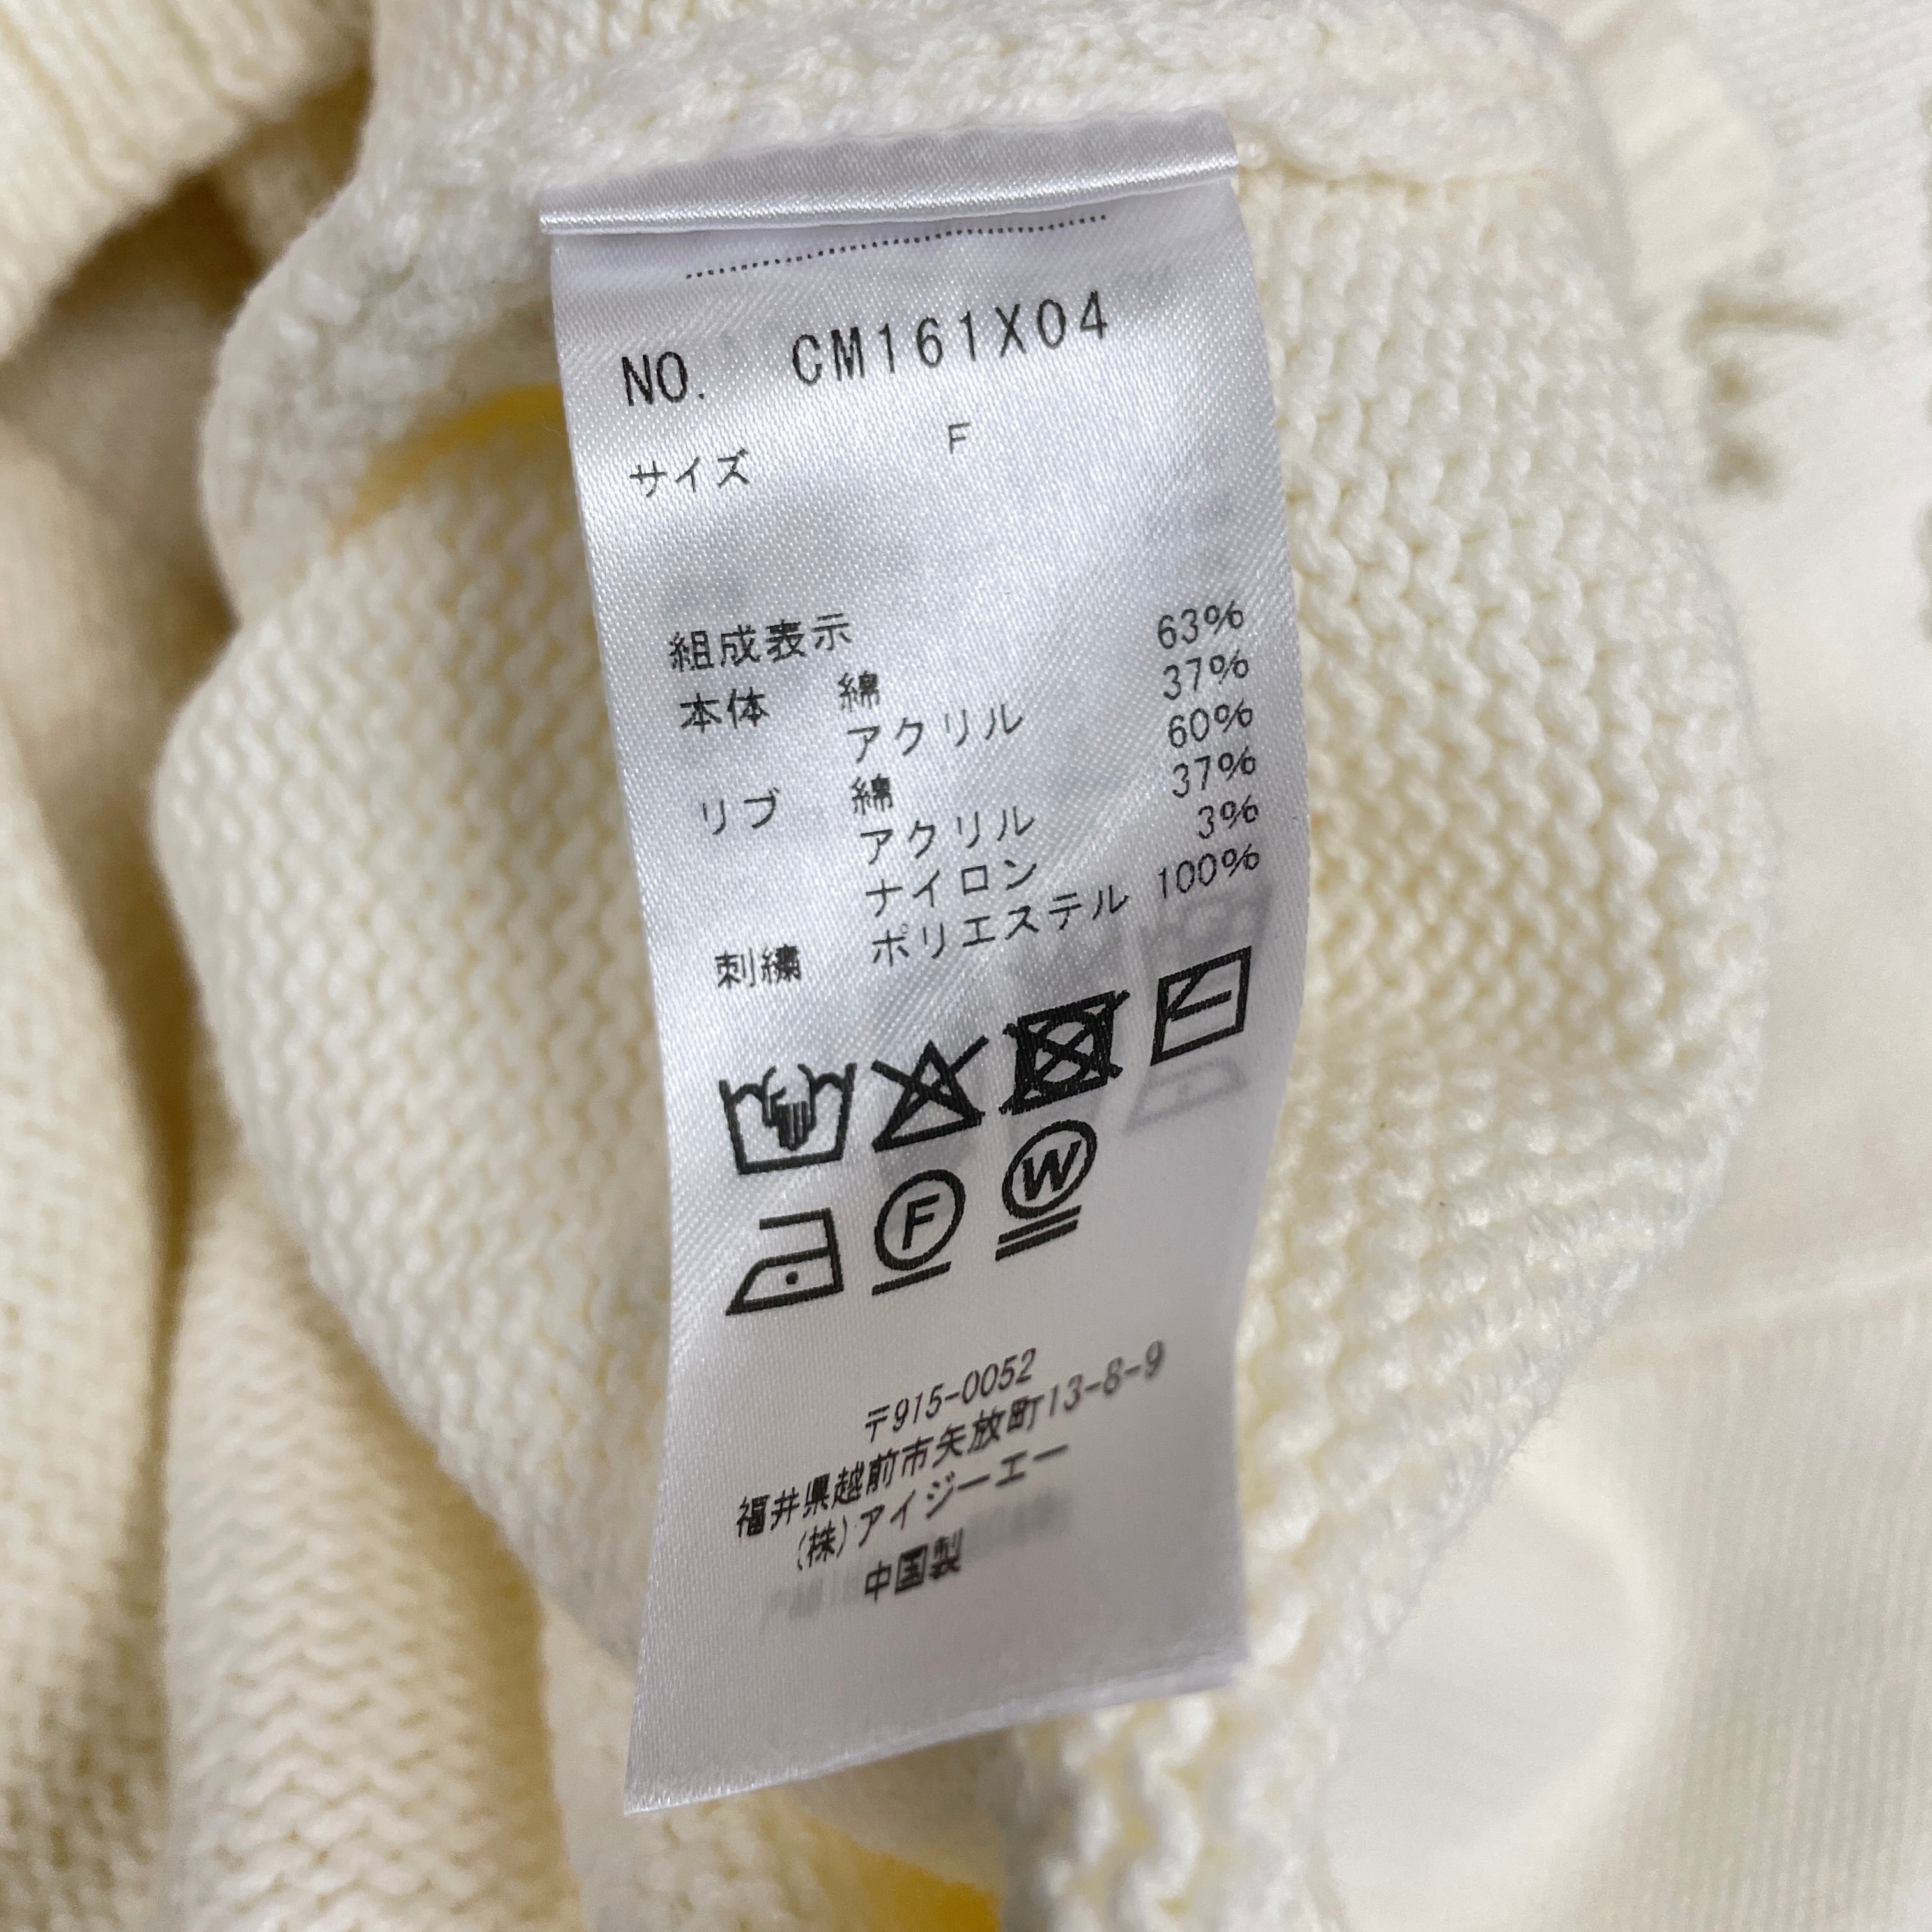 NO. CM161X04
サイズ F
組成表示
本体 綿 63%
アクリル 37%
リブ 綿 60%
アクリル 37%
ナイロン 3%
刺繍 ポリエステル 100%
F W
〒915-0052
福井県越前市矢放町13-8-9
(株)アイジーエー
中国製